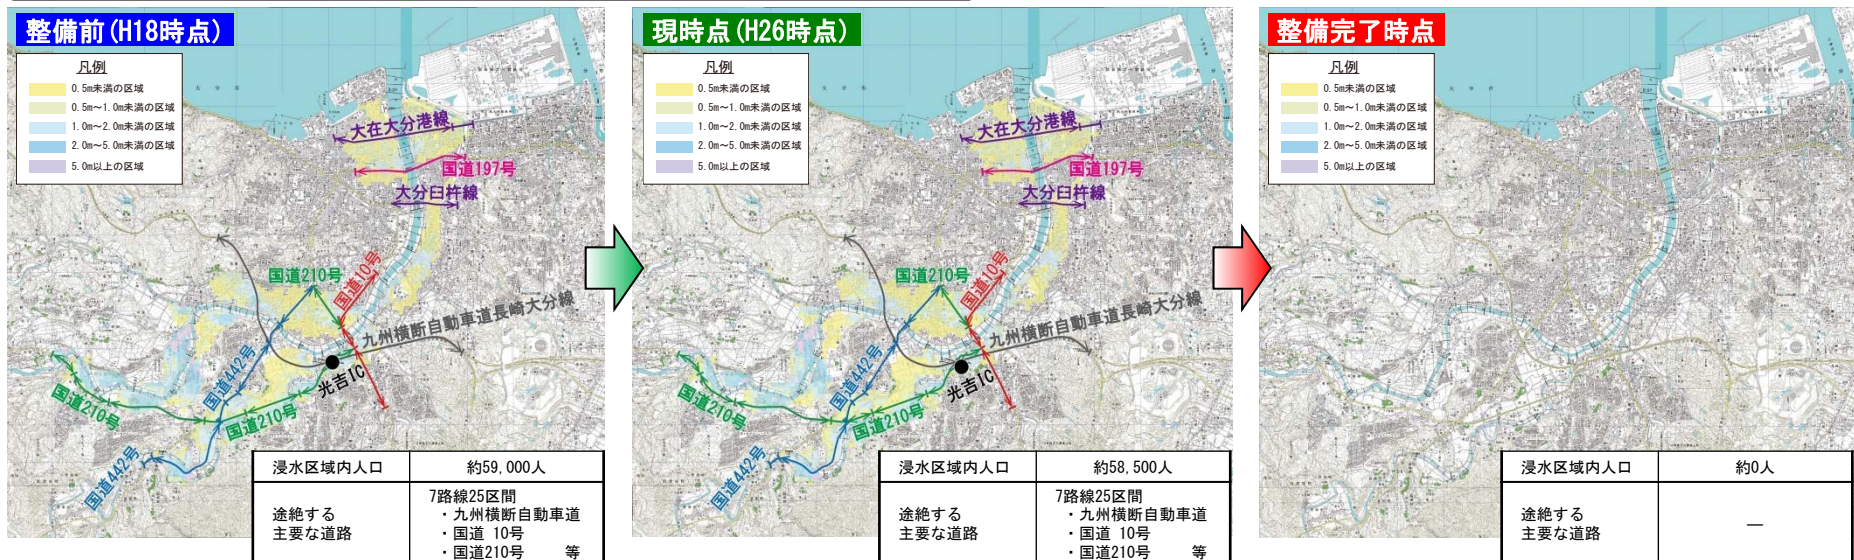 整備前(H18時点)
凡例
0.5m未満の区域
0.5m～1.0m未満の区域
1.0m～2.0m未満の区域
2.0m～5.0m未満の区域
5.0m以上の区域
大在大分港線
国道197号
大分臼杵線
国道210号
国道10号
九州横断自動車道長崎大分線
国道442号
光吉IC
国道210号
国道210号
国道442号
浸水区域内人口
約59,000人
途絶する
主要な道路
7路線25区間
・九州横断自動車道
・国道 10号
・国道210号 等
現時点(H26時点)
凡例
0.5m未満の区域
0.5m～1.0m未満の区域
1.0m～2.0m未満の区域
2.0m～5.0m未満の区域
5.0m以上の区域
大在大分港線
国道197号
大分臼杵線
国道210号
国道10号
九州横断自動車道長崎大分線
国道442号
光吉IC
国道210号
国道210号
国道442号
浸水区域内人口
約58,500人
途絶する
主要な道路
7路線25区間
・九州横断自動車道
・国道 10号
・国道210号 等
整備完了時点
凡例
0.5m未満の区域
0.5m～1.0m未満の区域
1.0m～2.0m未満の区域
2.0m～5.0m未満の区域
5.0m以上の区域
浸水区域内人口
約0人
途絶する
主要な道路
―